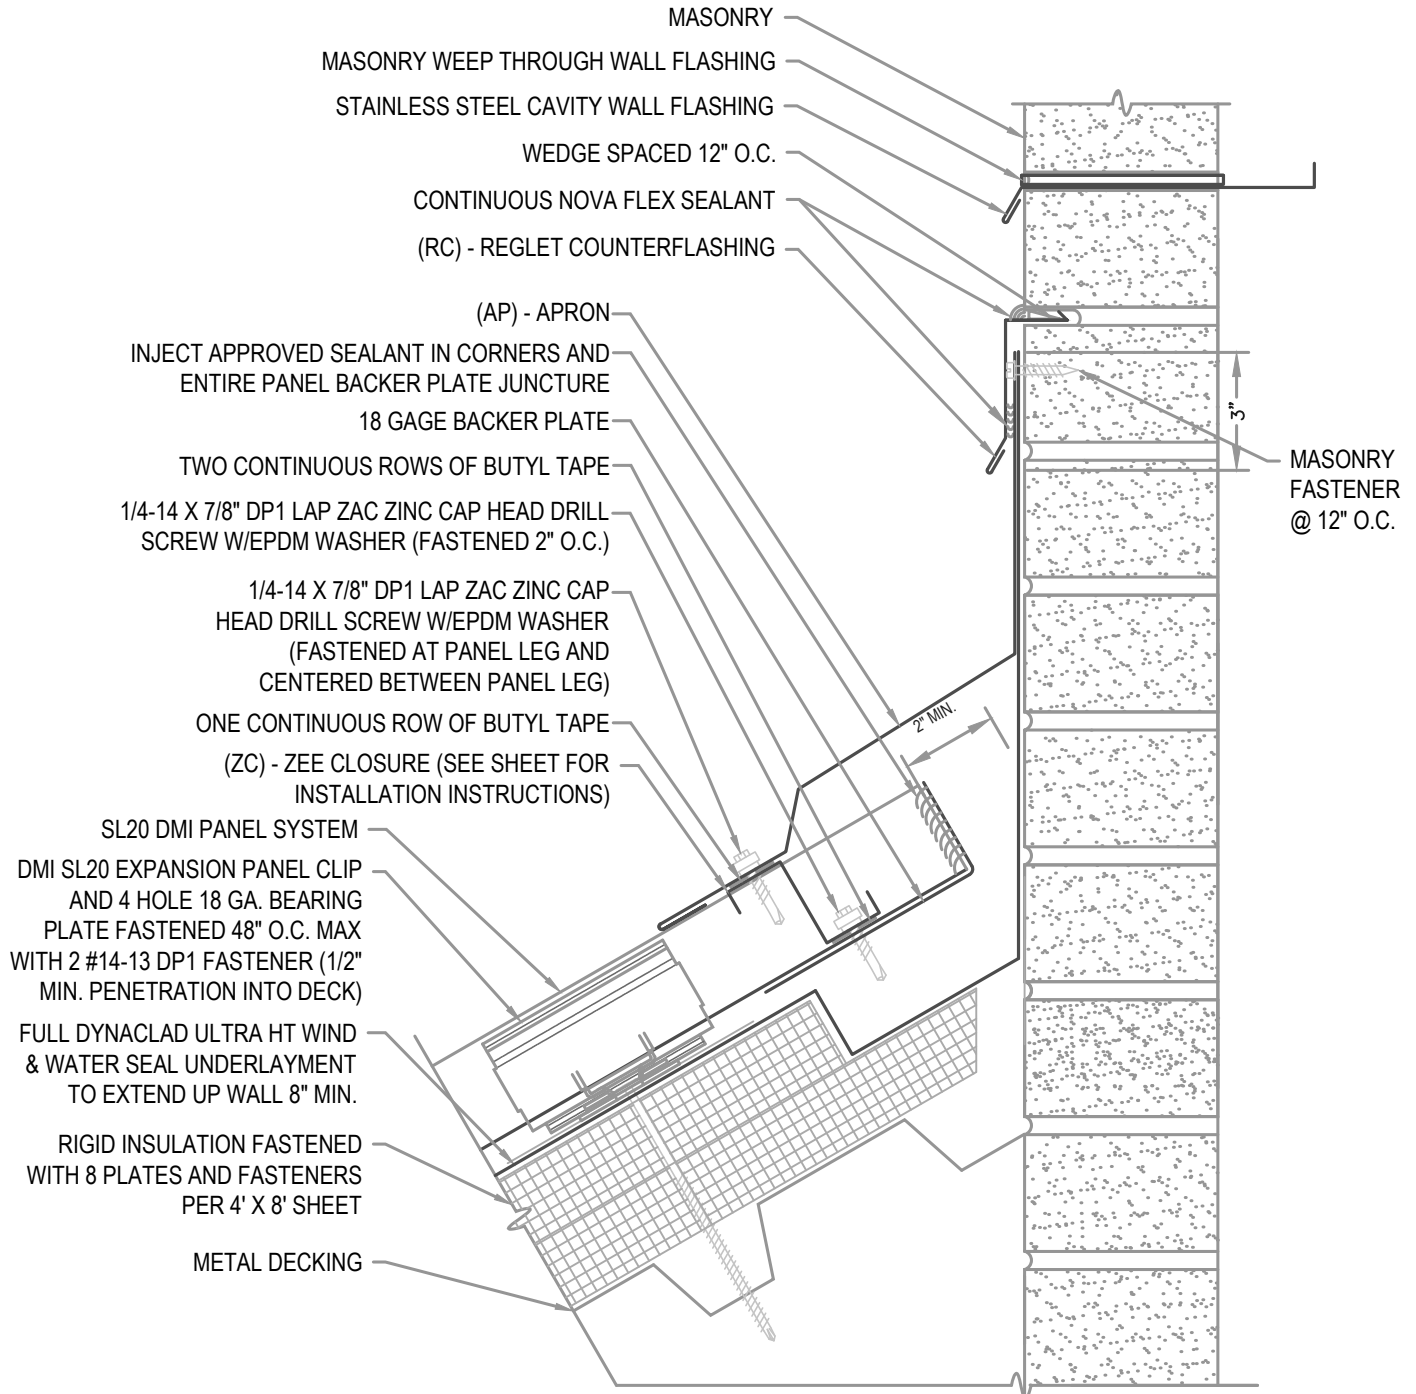 MASONRY
MASONRY WEEP THROUGH WALL FLASHING
STAINLESS STEEL CAVITY WALL FLASHING
WEDGE SPACED 12" O.C.
CONTINUOUS NOVA FLEX SEALANT
(RC) - REGLET COUNTERFLASHING
(AP) - APRON
INJECT APPROVED SEALANT IN CORNERS AND
ENTIRE PANEL BACKER PLATE JUNCTURE
18 GAGE BACKER PLATE
TWO CONTINUOUS ROWS OF BUTYL TAPE
1/4-14 X 7/8" DP1 LAP ZAC ZINC CAP HEAD DRILL
SCREW W/EPDM WASHER (FASTENED 2" O.C.)
1/4-14 X 7/8" DP1 LAP ZAC ZINC CAP
HEAD DRILL SCREW W/EPDM WASHER
(FASTENED AT PANEL LEG AND
CENTERED BETWEEN PANEL LEG)
ONE CONTINUOUS ROW OF BUTYL TAPE
(ZC) - ZEE CLOSURE (SEE SHEET FOR
INSTALLATION INSTRUCTIONS)
SL20 DMI PANEL SYSTEM
DMI SL20 EXPANSION PANEL CLIP
AND 4 HOLE 18 GA. BEARING
PLATE FASTENED 48" O.C. MAX
WITH 2 #14-13 DP1 FASTENER (1/2"
MIN. PENETRATION INTO DECK)
FULL DYNACLAD ULTRA HT WIND
& WATER SEAL UNDERLAYMENT
TO EXTEND UP WALL 8" MIN.
RIGID INSULATION FASTENED
WITH 8 PLATES AND FASTENERS
PER 4' X 8' SHEET
METAL DECKING
2" MIN.
3"
MASONRY
FASTENER
@ 12" O.C.